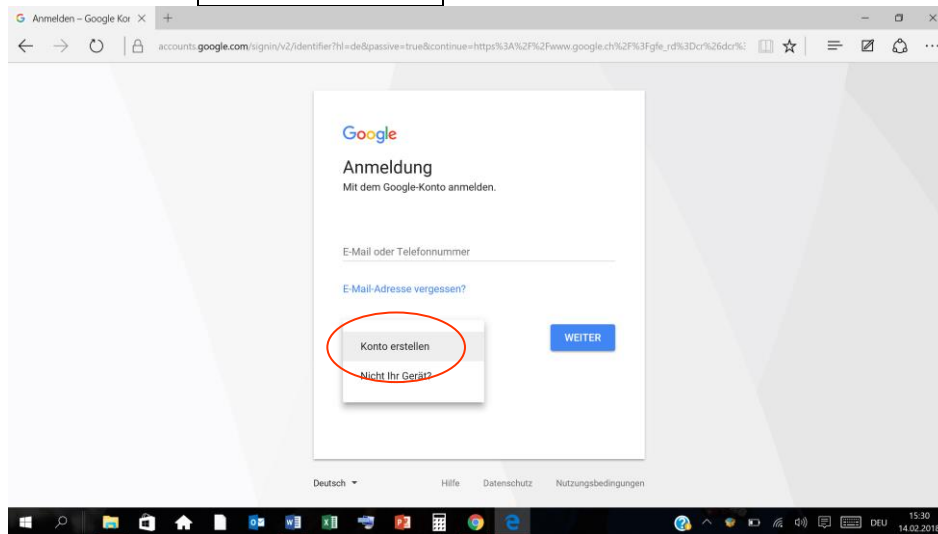 Anmelden – Google Kor
accounts.google.com/signin/v2/identifier?hl=de&passive=true&continue=https%3A%2F%2Fwww.google.ch%2F%3Fgfe_rd%3Dcr%26dcr%3
Google
Anmeldung
Mit dem Google-Konto anmelden.
E-Mail oder Telefonnummer
E-Mail-Adresse vergessen?
Konto erstellen
WEITER
Nicht Ihr Gerät?
Deutsch Hilfe Datenschutz Nutzungsbedingungen
DEU 15:30
14.02.2018